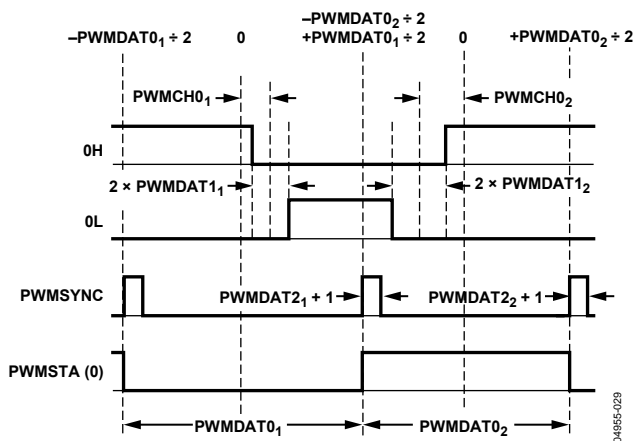 –PWMDAT0₂ ÷ 2
–PWMDAT0₁ ÷ 2 0 +PWMDAT0₁ ÷ 2 0 +PWMDAT0₂ ÷ 2
PWMCH0₁ PWMCH0₂
0H
2 × PWMDAT1₁ 2 × PWMDAT1₂
0L
PWMSYNC PWMDAT2₁ + 1 PWMDAT2₂ + 1
PWMSTA (0)
PWMDAT0₁ PWMDAT0₂
04955-029